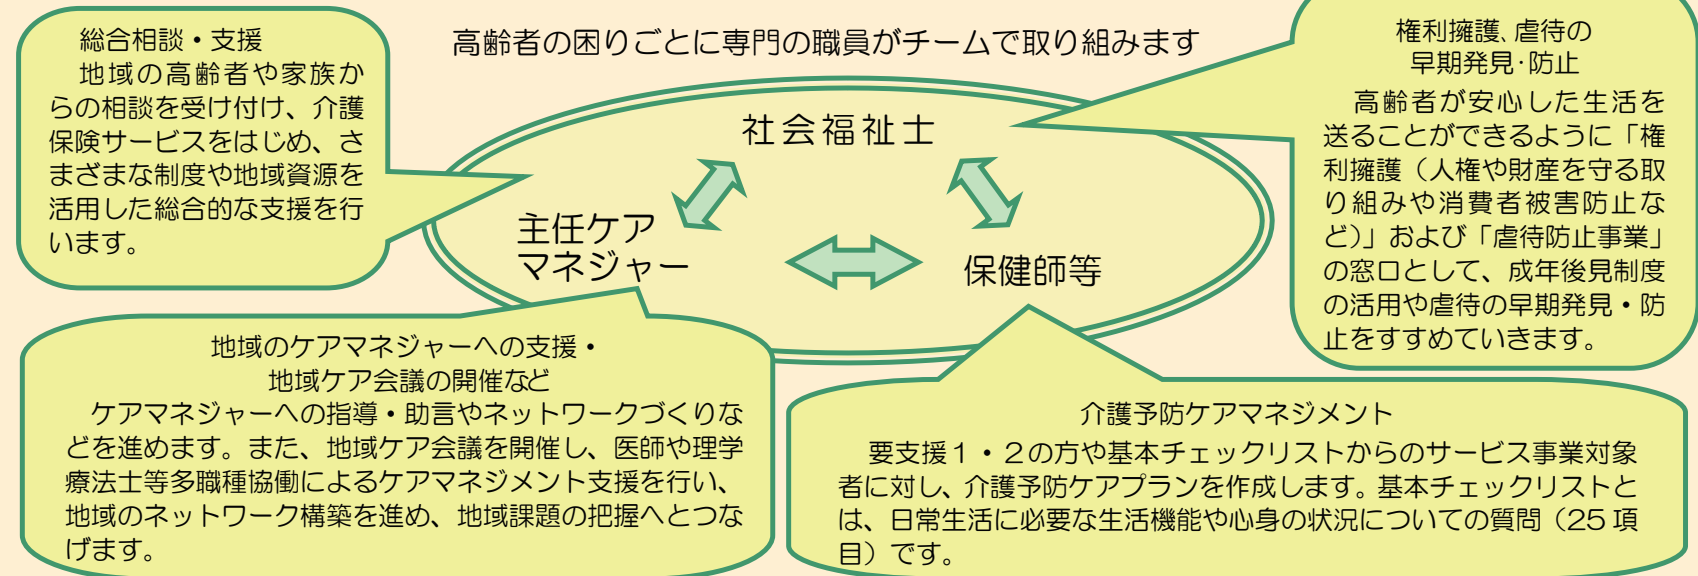 高齢者の困りごとに専門の職員がチームで取り組みます
総合相談・支援
地域の高齢者や家族か
らの相談を受け付け、介護
保険サービスをはじめ、さ
まざまな制度や地域資源を
活用した総合的な支援を行
います。
権利擁護、虐待の
早期発見・防止
高齢者が安心した生活を
送ることができるように「権
利擁護（人権や財産を守る取
り組みや消費者被害防止な
ど）」および「虐待防止事業」
の窓口として、成年後見制度
の活用や虐待の早期発見・防
止をすすめていきます。
社会福祉士
主任ケア
マネジャー
保健師等
地域のケアマネジャーへの支援・
地域ケア会議の開催など
ケアマネジャーへの指導・助言やネットワークづくりな
どを進めます。また、地域ケア会議を開催し、医師や理学
療法士等多職種協働によるケアマネジメント支援を行い、
地域のネットワーク構築を進め、地域課題の把握へとつな
げます。
介護予防ケアマネジメント
要支援１・２の方や基本チェックリストからのサービス事業対象
者に対し、介護予防ケアプランを作成します。基本チェックリストと
は、日常生活に必要な生活機能や心身の状況についての質問（25 項
目）です。